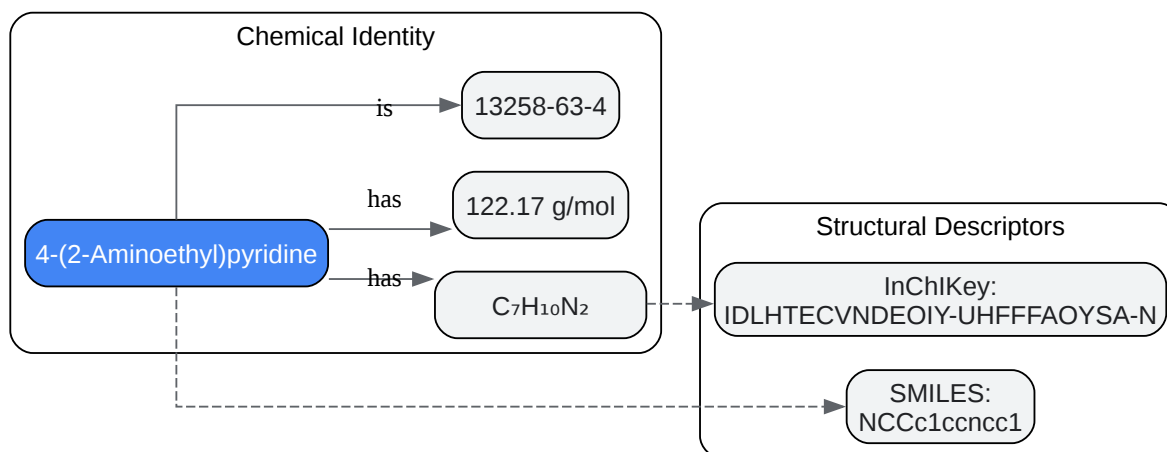 Chemical Identity
is
13258-63-4
has
122.17 g/mol
4-(2-Aminoethyl)pyridine
has
C₇H₁₀N₂
Structural Descriptors
InChIKey:
IDLHTECVNDEOIY-UHFFFAOYSA-N
SMILES:
NCCc1ccncc1